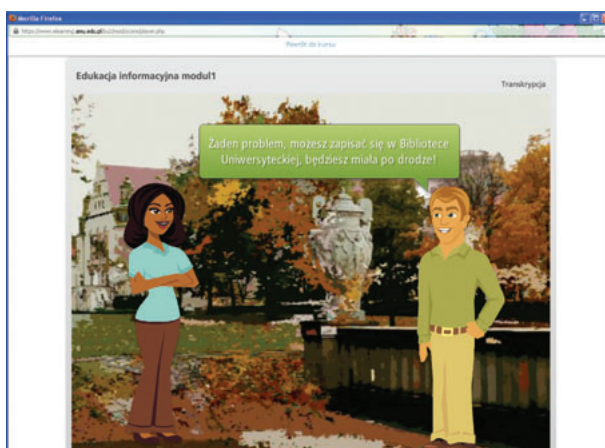 Mozilla Firefox
Powrót do kursu
Edukacja informacyjna moduł1
Transkrypcja
Żaden problem, możesz zapisać się w Bibliotece
Uniwersyteckiej, będziesz miała po drodze!